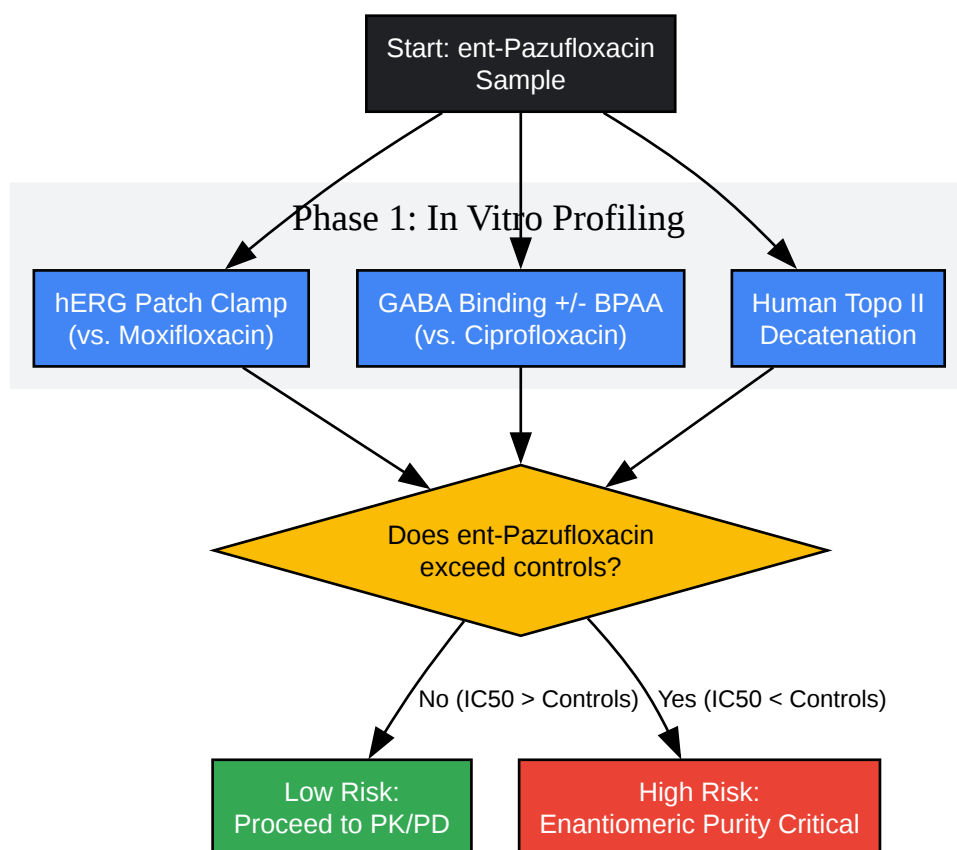 Start: ent-Pazufloxacin
Sample
Phase 1: In Vitro Profiling
hERG Patch Clamp
(vs. Moxifloxacin)
GABA Binding +/- BPAA
(vs. Ciprofloxacin)
Human Topo II
Decatenation
Does ent-Pazufloxacin
exceed controls?
No (IC50 > Controls)
Yes (IC50 < Controls)
Low Risk:
Proceed to PK/PD
High Risk:
Enantiomeric Purity Critical